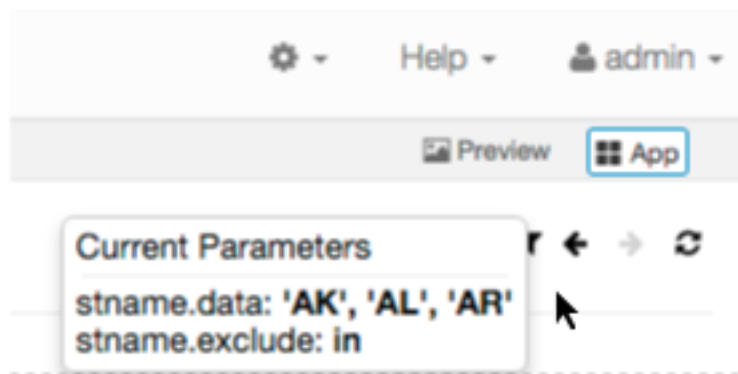 Help
admin
Preview
App
Current Parameters
stname.data: 'AK', 'AL', 'AR'
stname.exclude: in